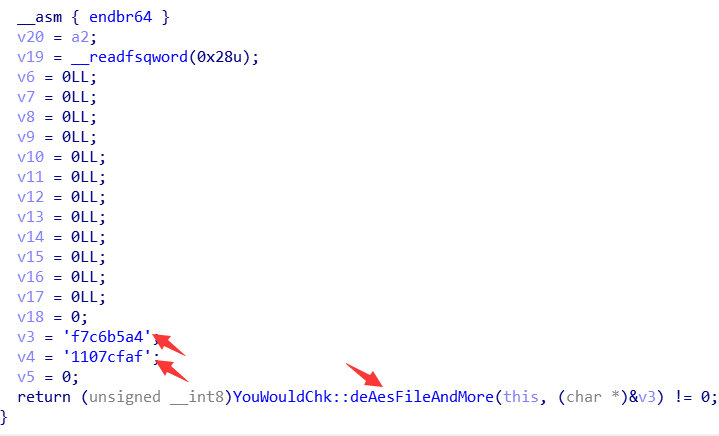 __asm { endbr64 }
v20 = a2;
v19 = __readfsqword(0x28u);
v6 = 0LL;
v7 = 0LL;
v8 = 0LL;
v9 = 0LL;
v10 = 0LL;
v11 = 0LL;
v12 = 0LL;
v13 = 0LL;
v14 = 0LL;
v15 = 0LL;
v16 = 0LL;
v17 = 0LL;
v18 = 0;
v3 = 'f7c6b5a4';
v4 = '1107cfaf';
v5 = 0;
return (unsigned __int8)YouWouldChk::deAesFileAndMore(this, (char *)&v3) != 0;
}